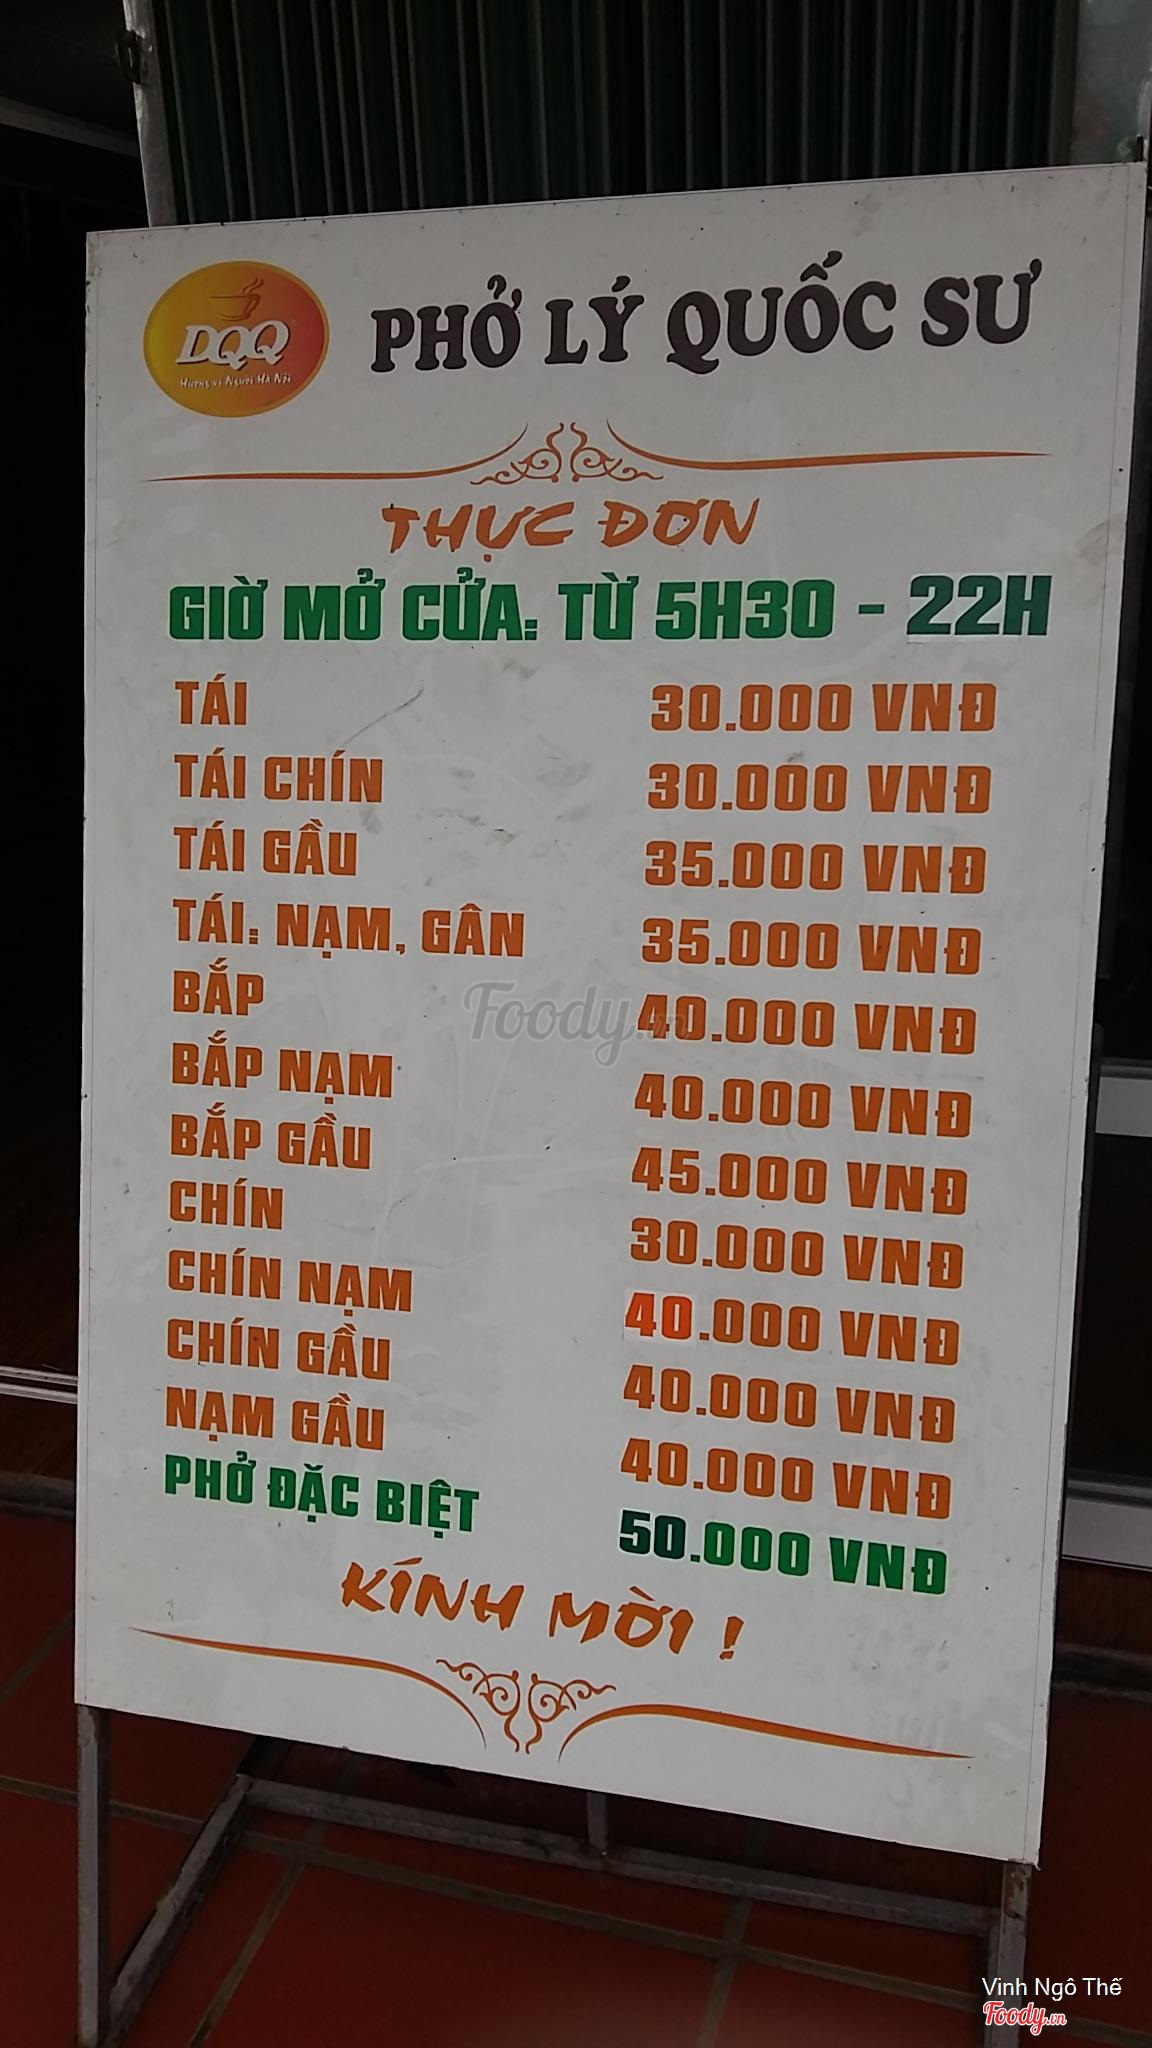 DQQ
Hương vị Người Hà Nội
PHỞ LÝ QUỐC SƯ
THỰC ĐƠN
GIỜ MỞ CỬA: TỪ 5H30 - 22H
TÁI 30.000 VNĐ
TÁI CHÍN 30.000 VNĐ
TÁI GẦU 35.000 VNĐ
TÁI: NẠM, GÂN 35.000 VNĐ
BẮP 40.000 VNĐ
BẮP NẠM 40.000 VNĐ
BẮP GẦU 45.000 VNĐ
CHÍN 30.000 VNĐ
CHÍN NẠM 40.000 VNĐ
CHÍN GẦU 40.000 VNĐ
NẠM GẦU 40.000 VNĐ
PHỞ ĐẶC BIỆT 50.000 VNĐ
KÍNH MỜI !
Foody.vn
Vinh Ngô Thế
Foody.vn